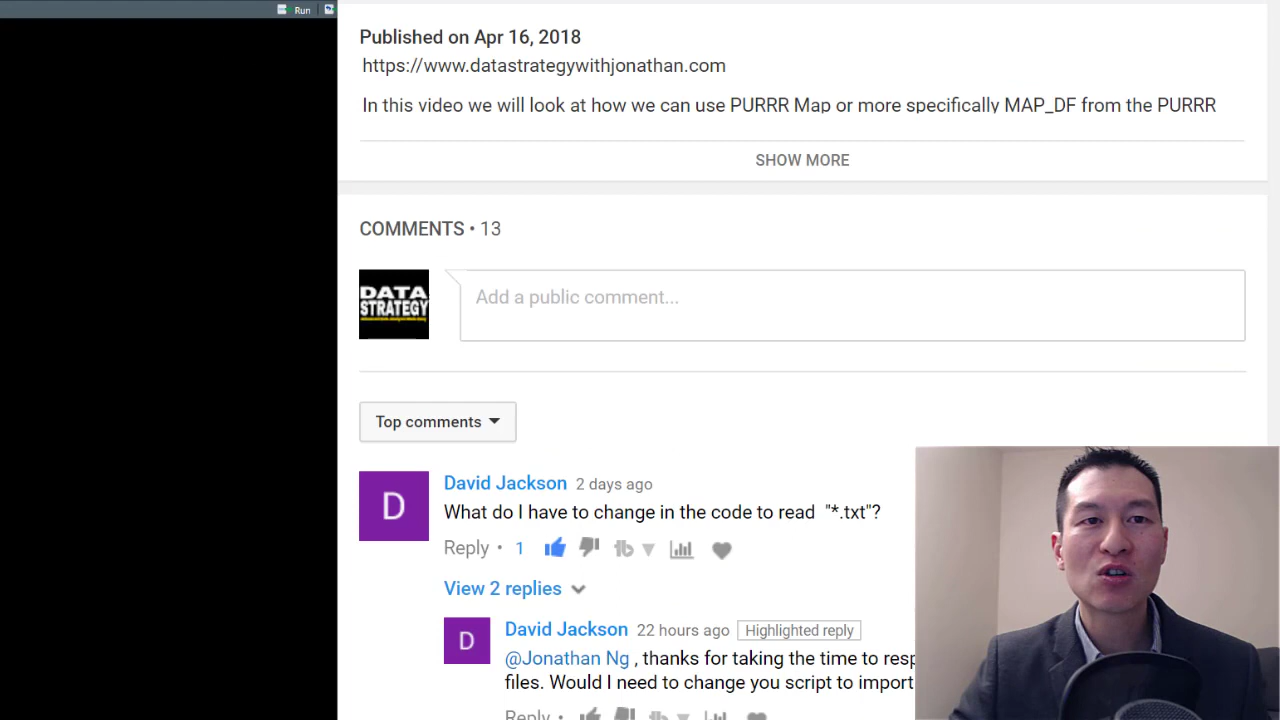 Run
Published on Apr 16, 2018
https://www.datastrategywithjonathan.com
In this video we will look at how we can use PURRR Map or more specifically MAP_DF from the PURRR
SHOW MORE
COMMENTS • 13
DATA
STRATEGY
Add a public comment...
Top comments
D
David Jackson 2 days ago
What do I have to change in the code to read "*.txt"?
Reply • 1
View 2 replies
D
David Jackson 22 hours ago Highlighted reply
@Jonathan Ng , thanks for taking the time to resp
files. Would I need to change you script to import
Reply •